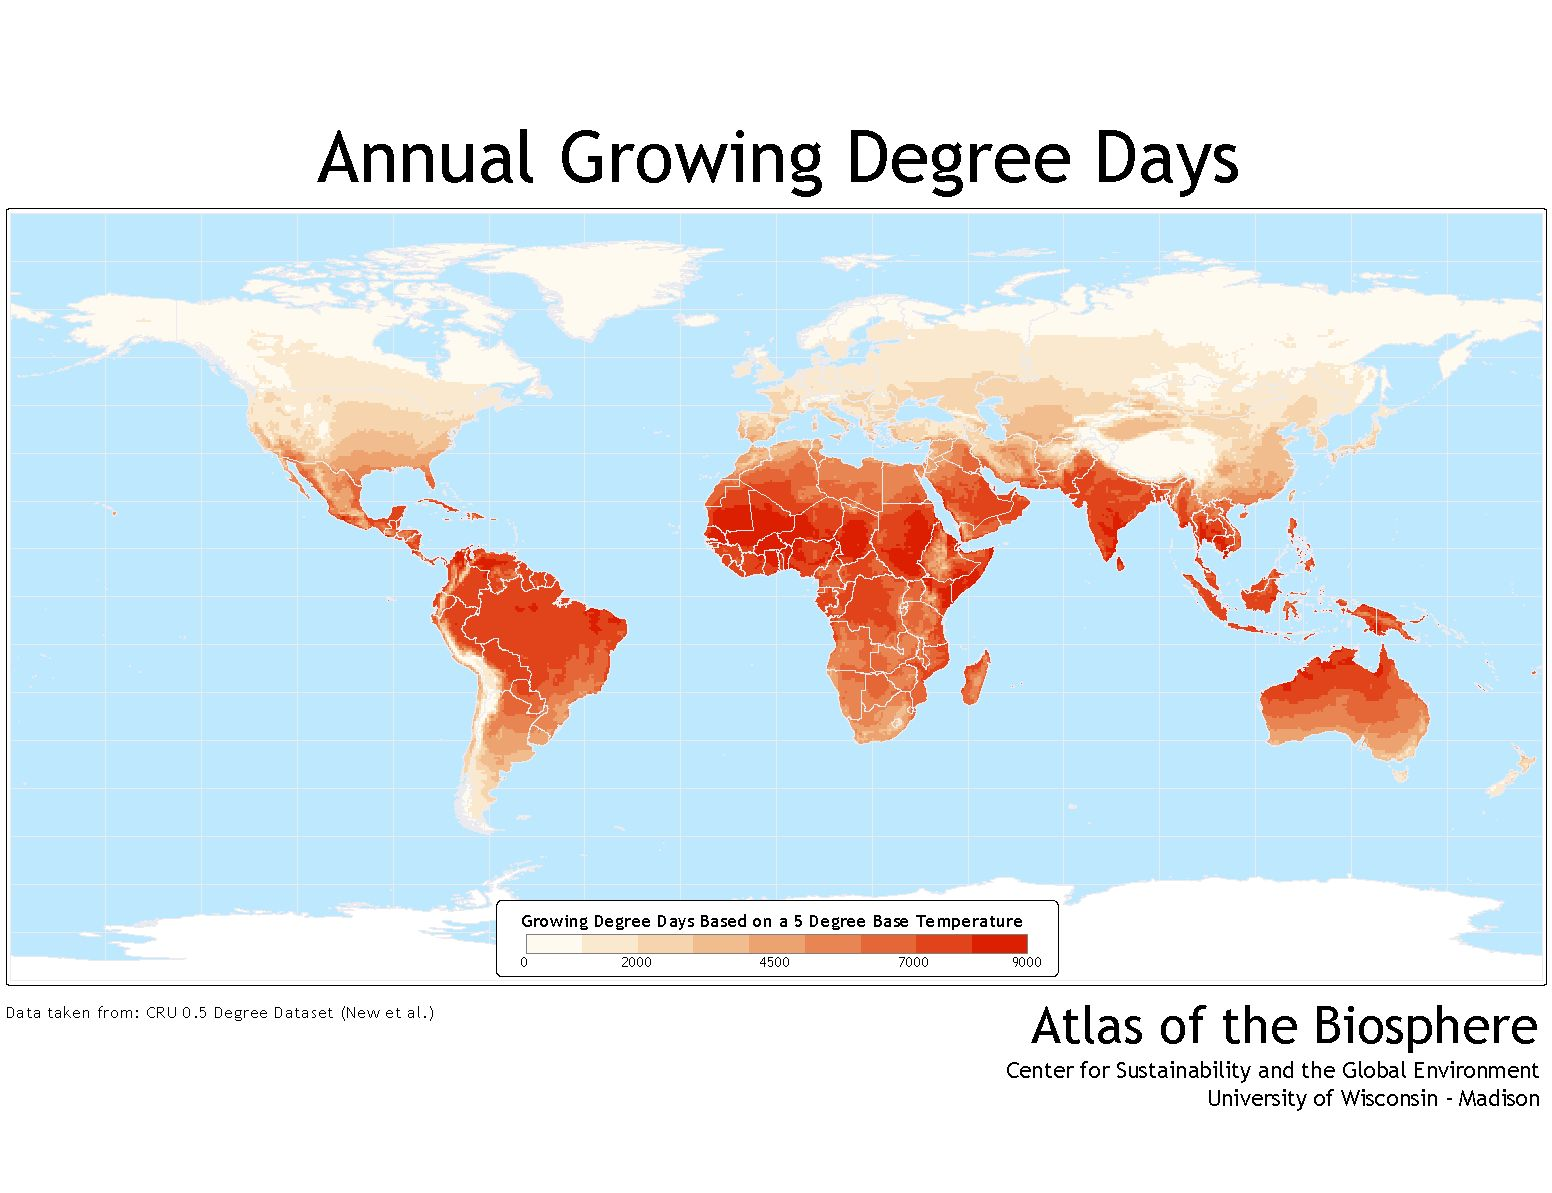 Annual Growing Degree Days
Growing Degree Days Based on a 5 Degree Base Temperature
0 2000 4500 7000 9000
Data taken from: CRU 0.5 Degree Dataset (New et al.)
Atlas of the Biosphere
Center for Sustainability and the Global Environment
University of Wisconsin - Madison